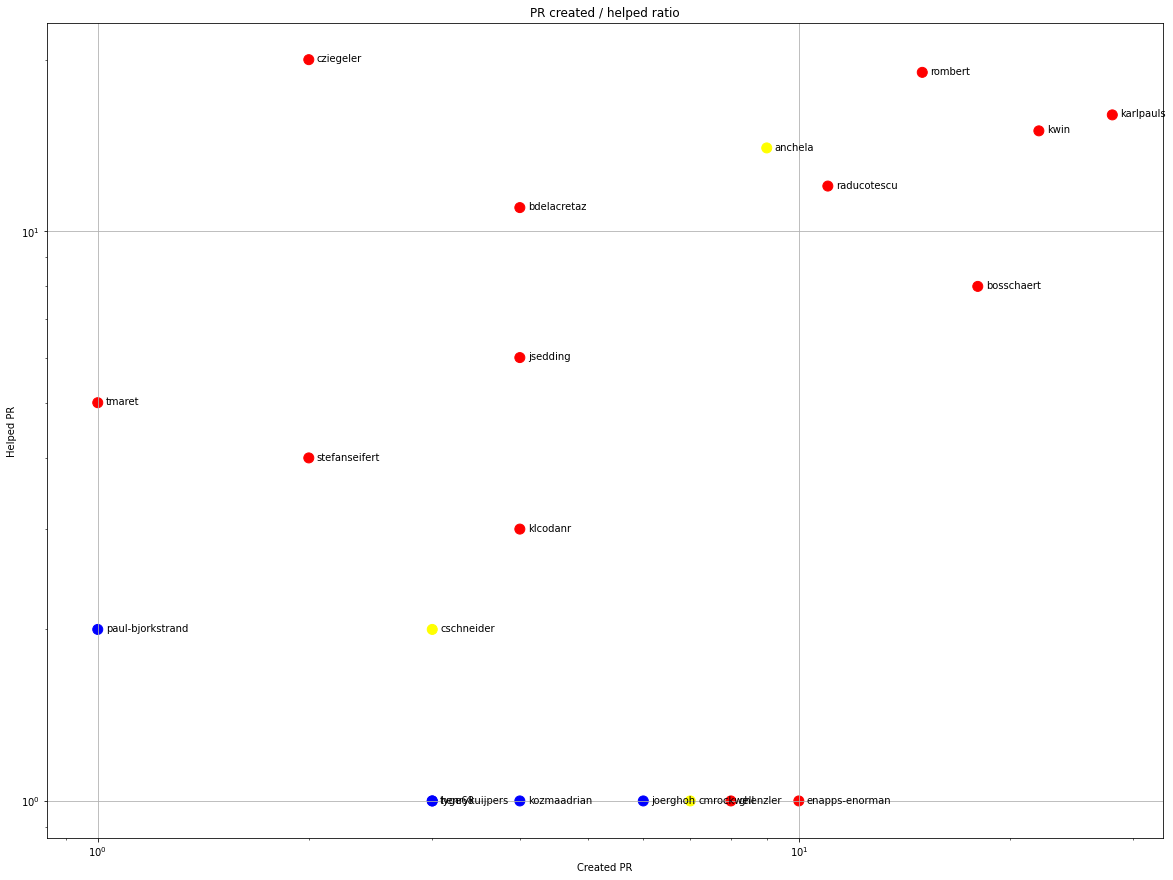 PR created / helped ratio
cziegeler
rombert
karlpauls
kwin
anchela
raducotescu
bdelacretaz
10¹
bosschaert
jsedding
tmaret
Helped PR
stefanseifert
klcodanr
paul-bjorkstrand
cschneider
10⁰
kozmaadrian
joerghoh
enapps-enorman
10⁰
10¹
Created PR